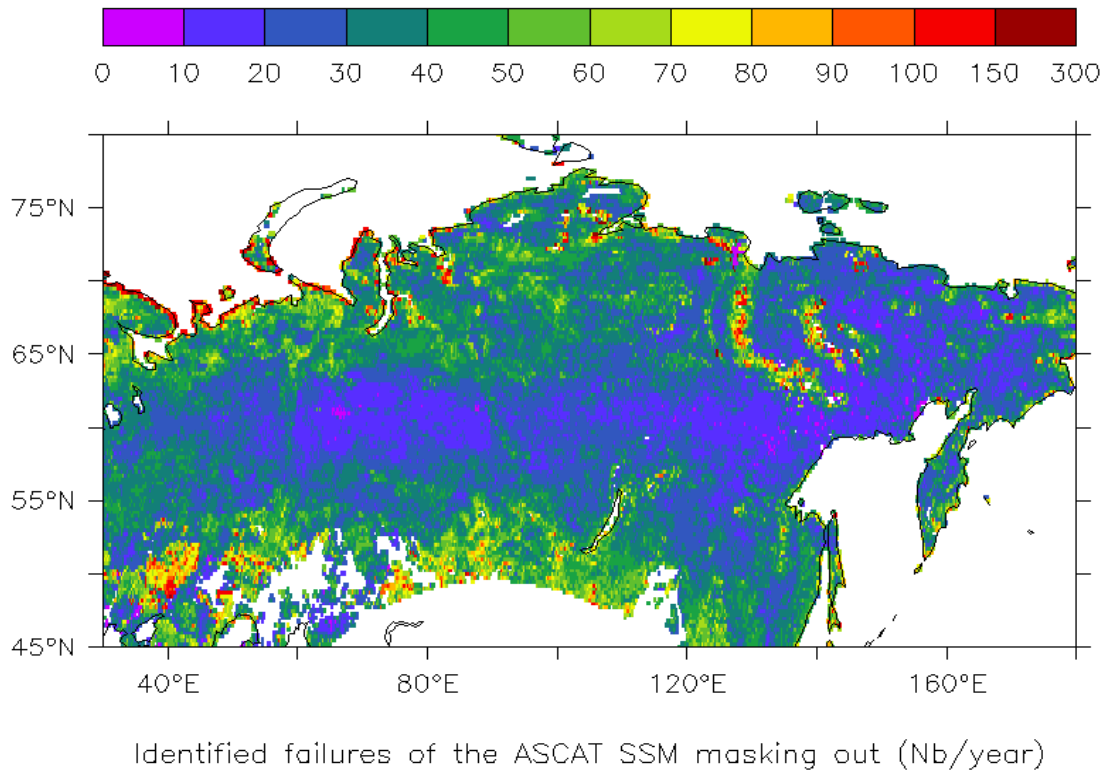 0 10 20 30 40 50 60 70 80 90 100 150 300
75°N
65°N
55°N
45°N
40°E 80°E 120°E 160°E
Identified failures of the ASCAT SSM masking out (Nb/year)